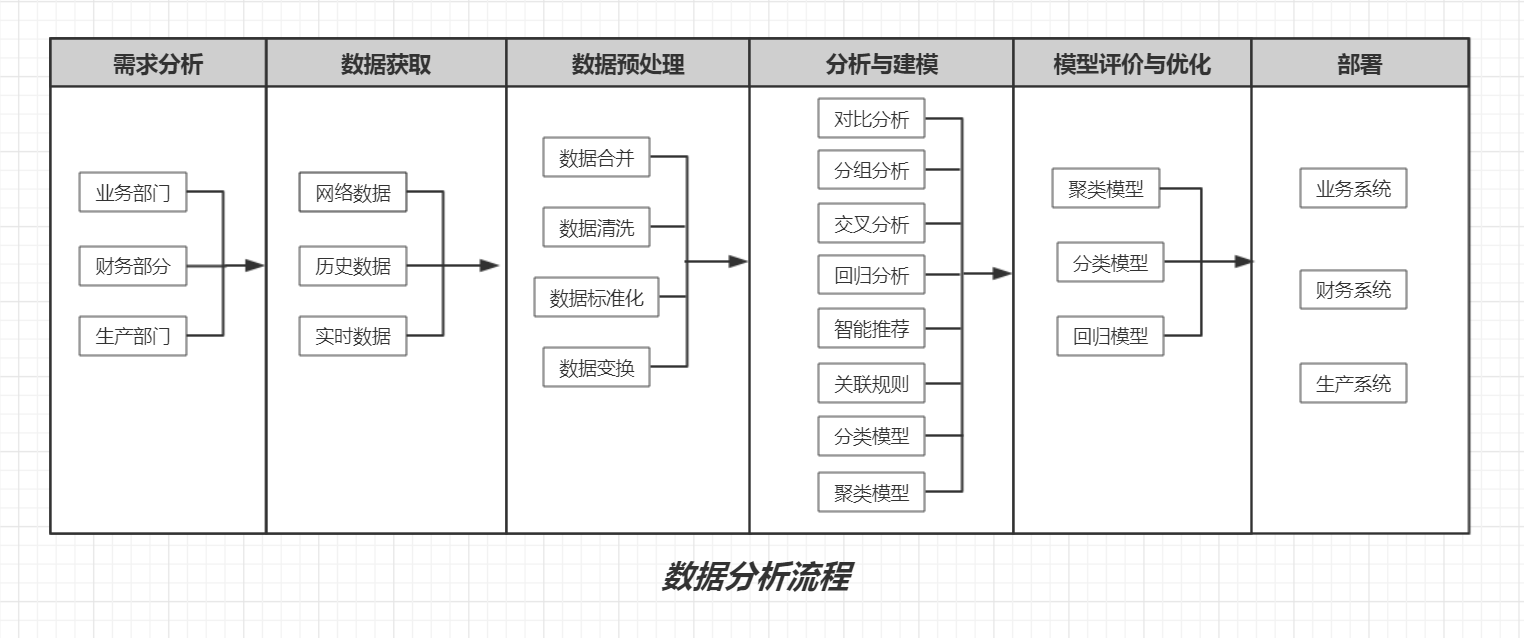 需求分析
数据获取
数据预处理
分析与建模
模型评价与优化
部署
业务部门
财务部分
生产部门
网络数据
历史数据
实时数据
数据合并
数据清洗
数据标准化
数据变换
对比分析
分组分析
交叉分析
回归分析
智能推荐
关联规则
分类模型
聚类模型
聚类模型
分类模型
回归模型
业务系统
财务系统
生产系统
数据分析流程